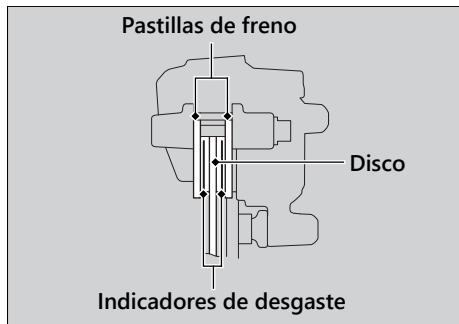 Pastillas de freno
Disco
Indicadores de desgaste